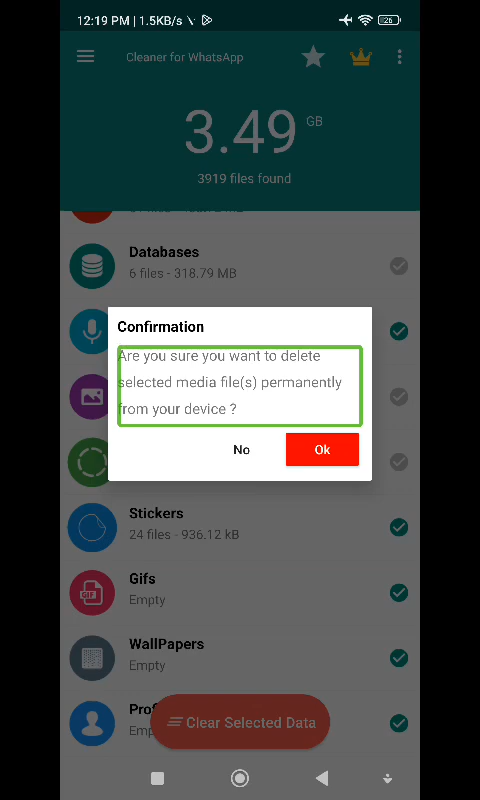 12:19 PM | 1.5KB/s
26
Cleaner for WhatsApp
3.49 GB
3919 files found
Databases
6 files - 318.79 MB
Confirmation
Are you sure you want to delete
selected media file(s) permanently
from your device ?
No
Ok
Stickers
24 files - 936.12 kB
GIF
Gifs
Empty
WallPapers
Empty
Clear Selected Data